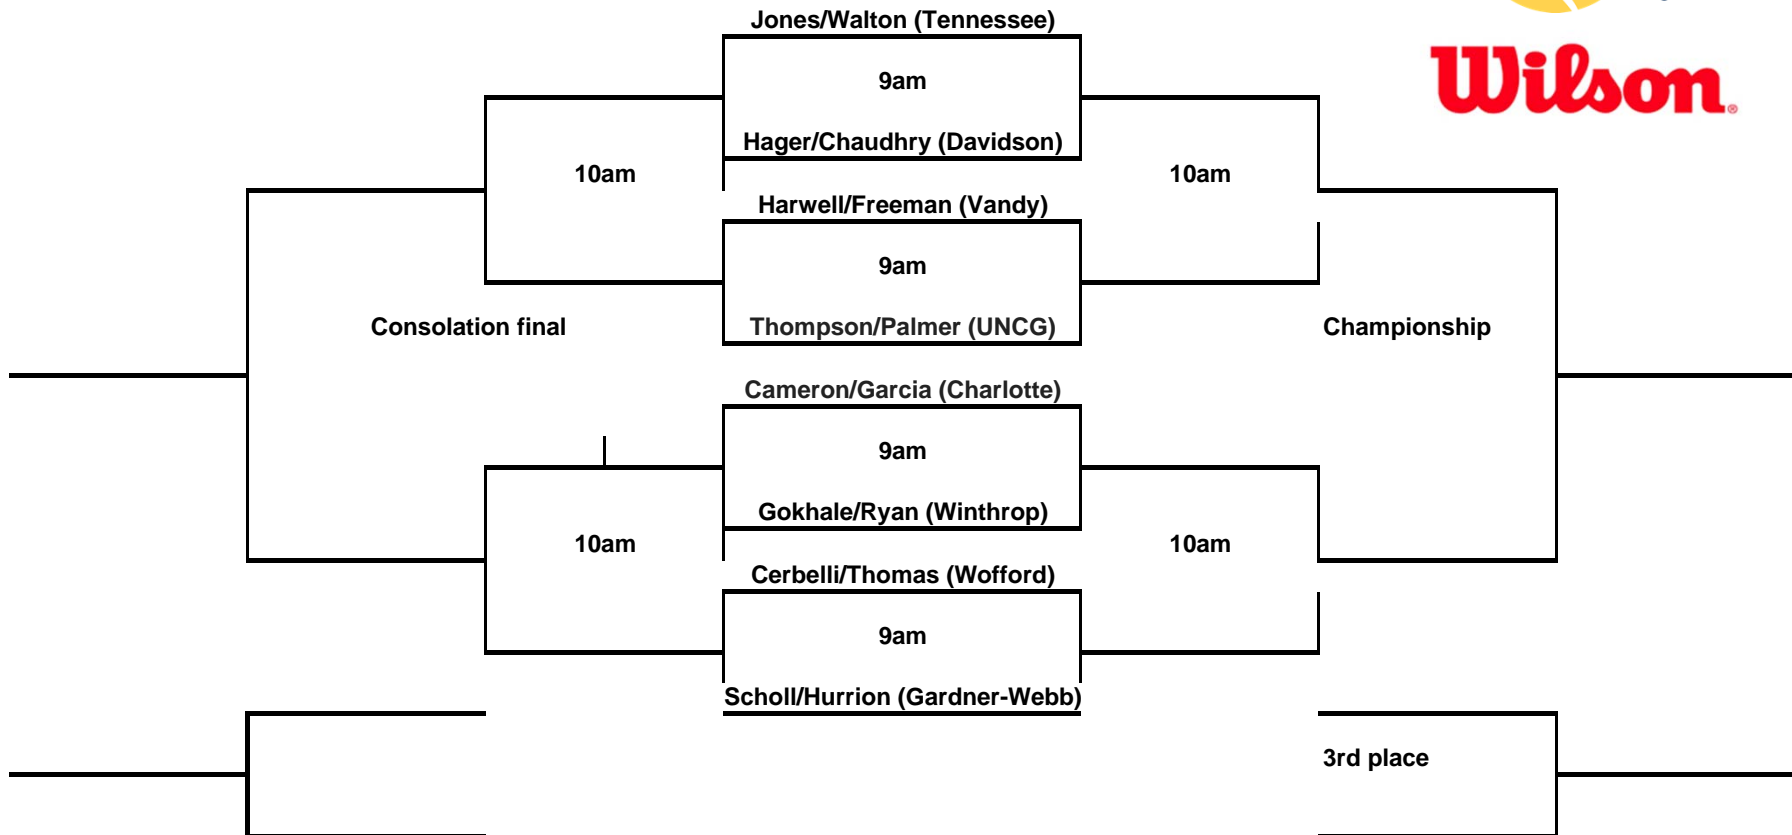 Jones/Walton (Tennessee)
Wilson
9am
Hager/Chaudhry (Davidson)
10am
10am
Harwell/Freeman (Vandy)
9am
Consolation final
Thompson/Palmer (UNCG)
Championship
Cameron/Garcia (Charlotte)
9am
Gokhale/Ryan (Winthrop)
10am
10am
Cerbelli/Thomas (Wofford)
9am
Scholl/Hurrion (Gardner-Webb)
3rd place